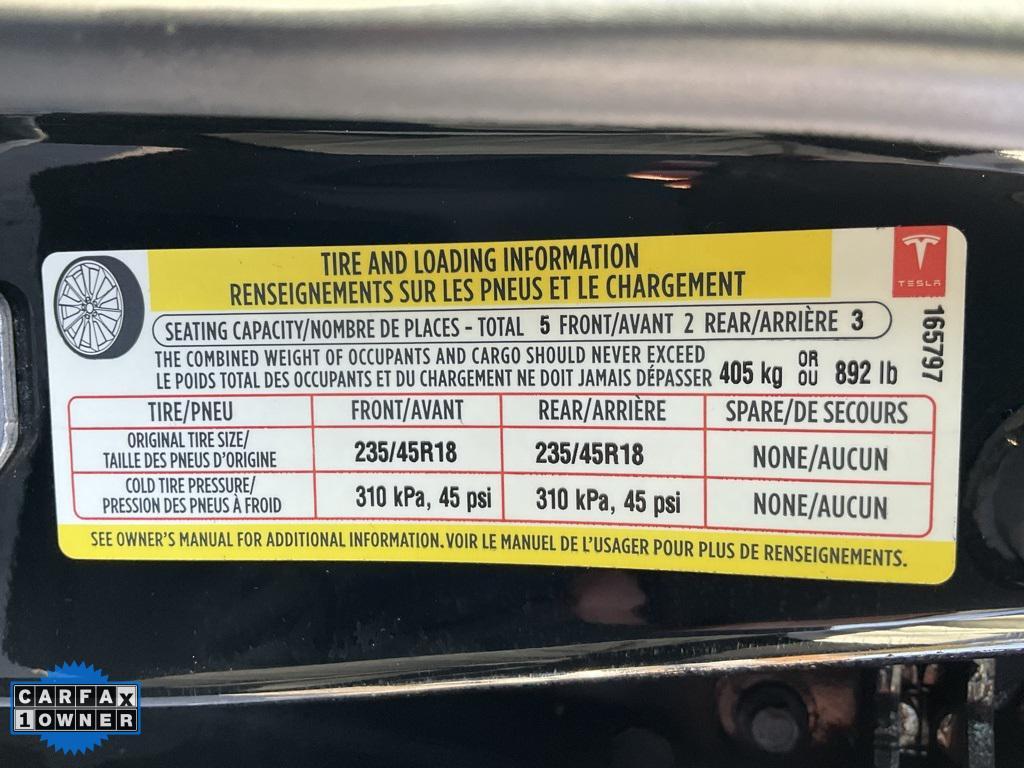 TIRE AND LOADING INFORMATION
RENSEIGNEMENTS SUR LES PNEUS ET LE CHARGEMENT
TESLA
165797
SEATING CAPACITY/NOMBRE DE PLACES - TOTAL 5 FRONT/AVANT 2 REAR/ARRIÈRE 3
THE COMBINED WEIGHT OF OCCUPANTS AND CARGO SHOULD NEVER EXCEED
LE POIDS TOTAL DES OCCUPANTS ET DU CHARGEMENT NE DOIT JAMAIS DÉPASSER
405 kg OR OU 892 lb
TIRE/PNEU FRONT/AVANT REAR/ARRIÈRE SPARE/DE SECOURS
ORIGINAL TIRE SIZE/
TAILLE DES PNEUS D'ORIGINE
235/45R18 235/45R18 NONE/AUCUN
COLD TIRE PRESSURE/
PRESSION DES PNEUS À FROID
310 kPa, 45 psi 310 kPa, 45 psi NONE/AUCUN
SEE OWNER'S MANUAL FOR ADDITIONAL INFORMATION. VOIR LE MANUEL DE L'USAGER POUR PLUS DE RENSEIGNEMENTS.
CARFAX
1 OWNER